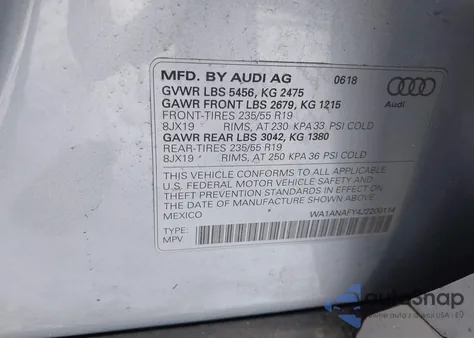 MFD. BY AUDI AG 0618
GVWR LBS 5456, KG 2475
GAWR FRONT LBS 2679, KG 1215
FRONT-TIRES 235/55 R19
8JX19 RIMS, AT 230 KPA 33 PSI COLD
GAWR REAR LBS 3042, KG 1380
REAR-TIRES 235/55 R19
8JX19 RIMS, AT 250 KPA 36 PSI COLD
Audi
THIS VEHICLE CONFORMS TO ALL APPLICABLE
U.S. FEDERAL MOTOR VEHICLE SAFETY AND
THEFT PREVENTION STANDARDS IN EFFECT ON
THE DATE OF MANUFACTURE SHOWN ABOVE.
MEXICO
TYPE:
MPV
autoSnap